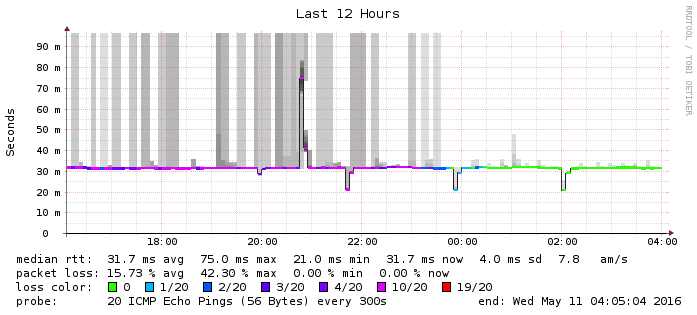 Last 12 Hours
RRDTOOL / TOBI OETIKER
Seconds
90 m
80 m
70 m
60 m
50 m
40 m
30 m
20 m
10 m
0
18:00 20:00 22:00 00:00 02:00 04:00
median rtt: 31.7 ms avg 75.0 ms max 21.0 ms min 31.7 ms now 4.0 ms sd 7.8 am/s
packet loss: 15.73 % avg 42.30 % max 0.00 % min 0.00 % now
loss color: 0 1/20 2/20 3/20 4/20 10/20 19/20
probe: 20 ICMP Echo Pings (56 Bytes) every 300s end: Wed May 11 04:05:04 2016